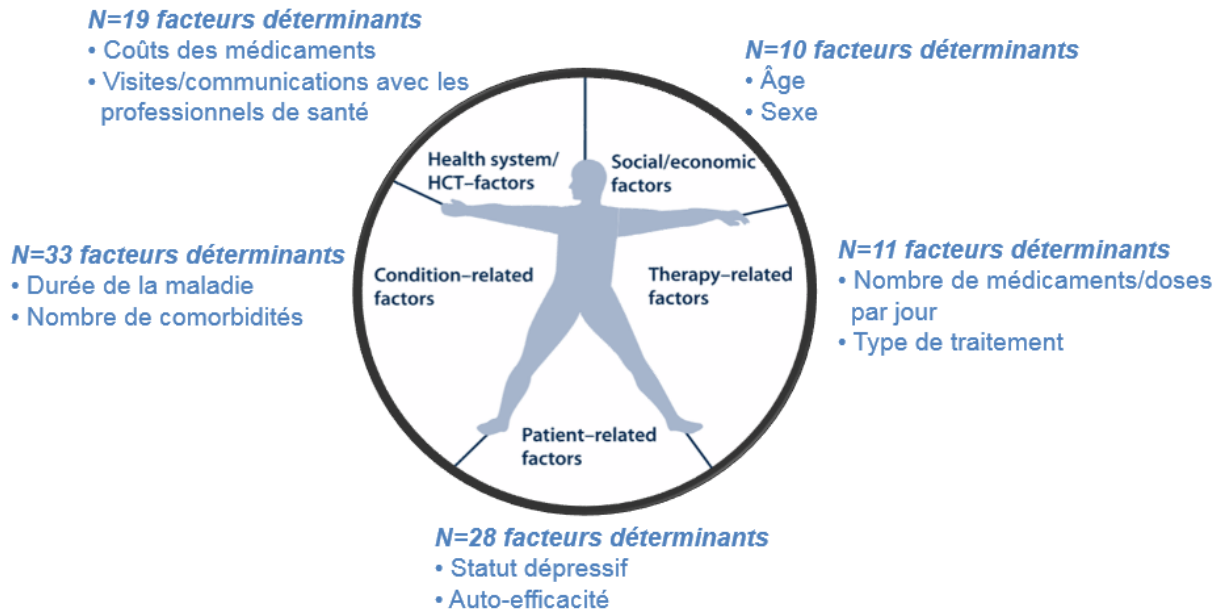 N=19 facteurs déterminants
• Coûts des médicaments
• Visites/communications avec les
professionnels de santé
N=10 facteurs déterminants
• Âge
• Sexe
Health system/
HCT–factors
Social/economic
factors
N=33 facteurs déterminants
• Durée de la maladie
• Nombre de comorbidités
Condition–related
factors
Therapy–related
factors
N=11 facteurs déterminants
• Nombre de médicaments/doses
par jour
• Type de traitement
Patient–related
factors
N=28 facteurs déterminants
• Statut dépressif
• Auto-efficacité